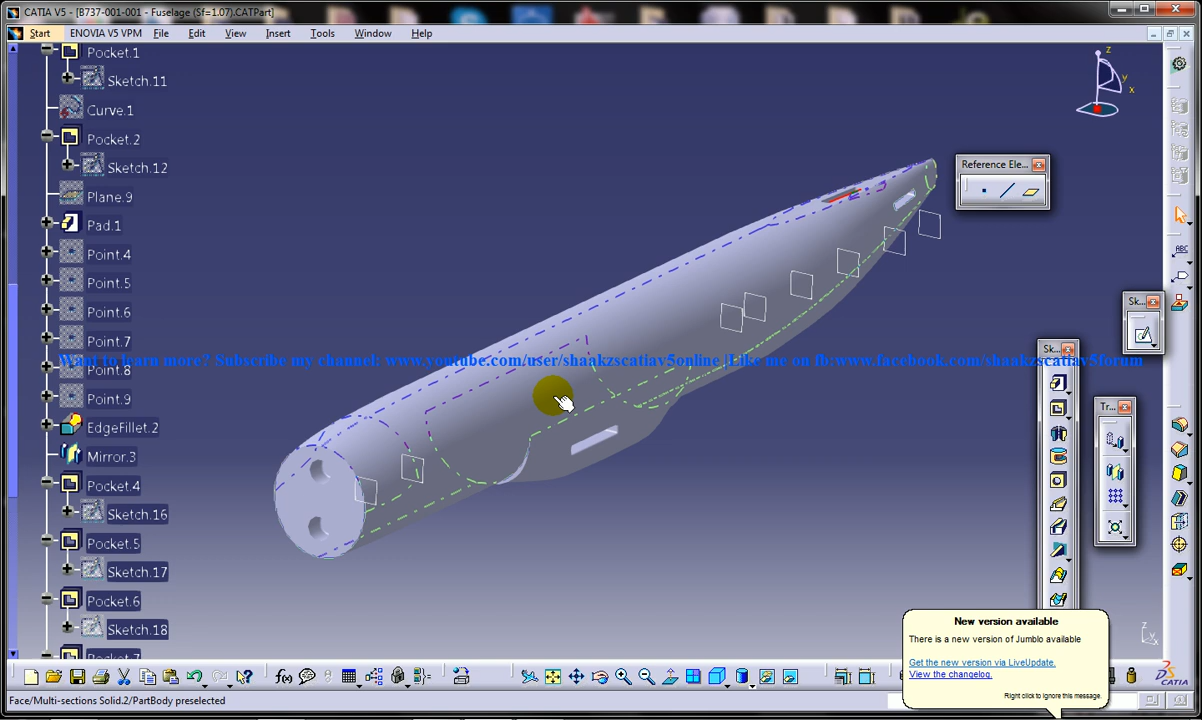 CATIA V5 - [B737-001-001 - Fuselage (Sf=1.07).CATPart]
Start ENOVIA V5 VPM File Edit View Insert Tools Window Help
Pocket.1
Sketch.11
Curve.1
Pocket.2
Sketch.12
Plane.9
Pad.1
Point.4
Point.5
Point.6
Point.7
Want to learn more? Subscribe my channel: www.youtube.com/user/shaakzscatiav5online |Like me on fb:www.facebook.com/shaakzscatiav5forum
Point.8
Point.9
EdgeFillet.2
Mirror.3
Pocket.4
Sketch.16
Pocket.5
Sketch.17
Pocket.6
Sketch.18
Pocket.7
z
y
x
Reference Ele...
Sk...
ABC
Sk...
Tr...
New version available
There is a new version of Jumblo available
Get the new version via LiveUpdate.
View the changelog.
Right click to ignore this message.
f(x)
Face/Multi-sections Solid.2/PartBody preselected
CATIA